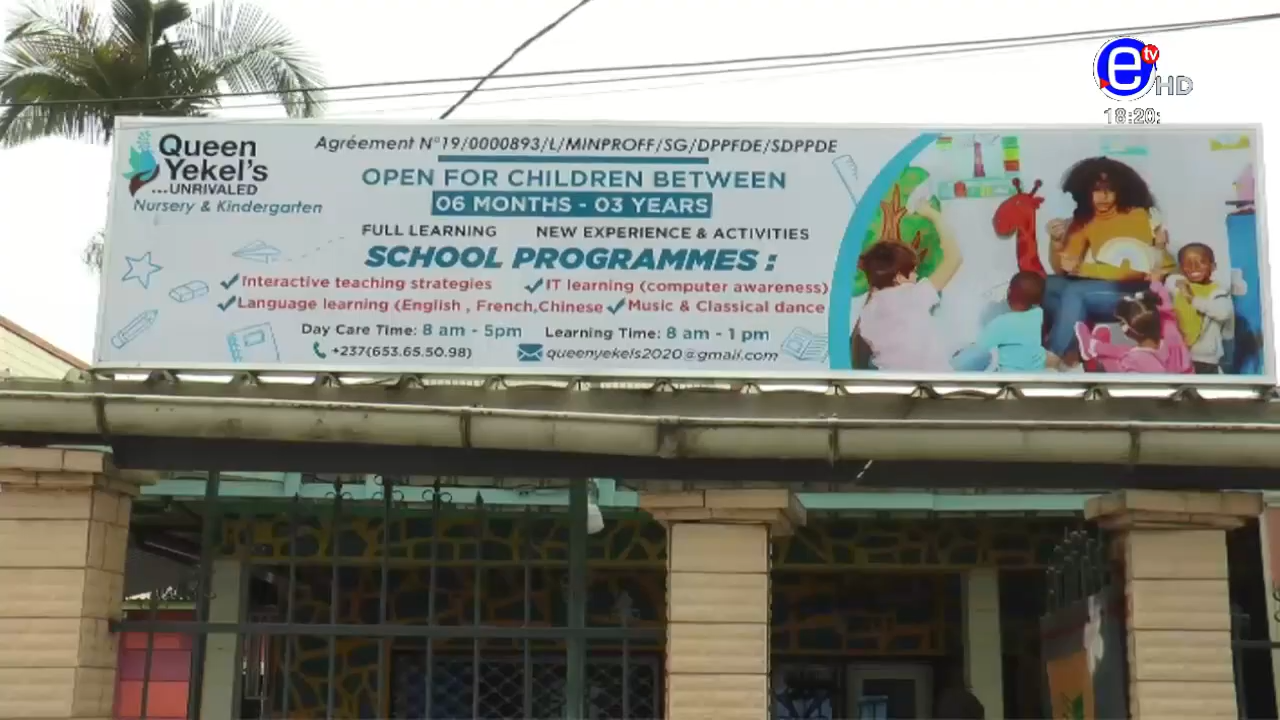 e tv HD
18:20:
Queen
Yekel's
...UNRIVALED
Nursery & Kindergarten
Agréement N°19/0000893/L/MINPROFF/SG/DPPFDE/SDPPDE
OPEN FOR CHILDREN BETWEEN
06 MONTHS - 03 YEARS
FULL LEARNING NEW EXPERIENCE & ACTIVITIES
SCHOOL PROGRAMMES :
Interactive teaching strategies IT learning (computer awareness)
Language learning (English , French,Chinese Music & Classical dance
Day Care Time: 8 am - 5pm Learning Time: 8 am - 1 pm
+237(653.65.50.98) queenyekels2020@gmail.com